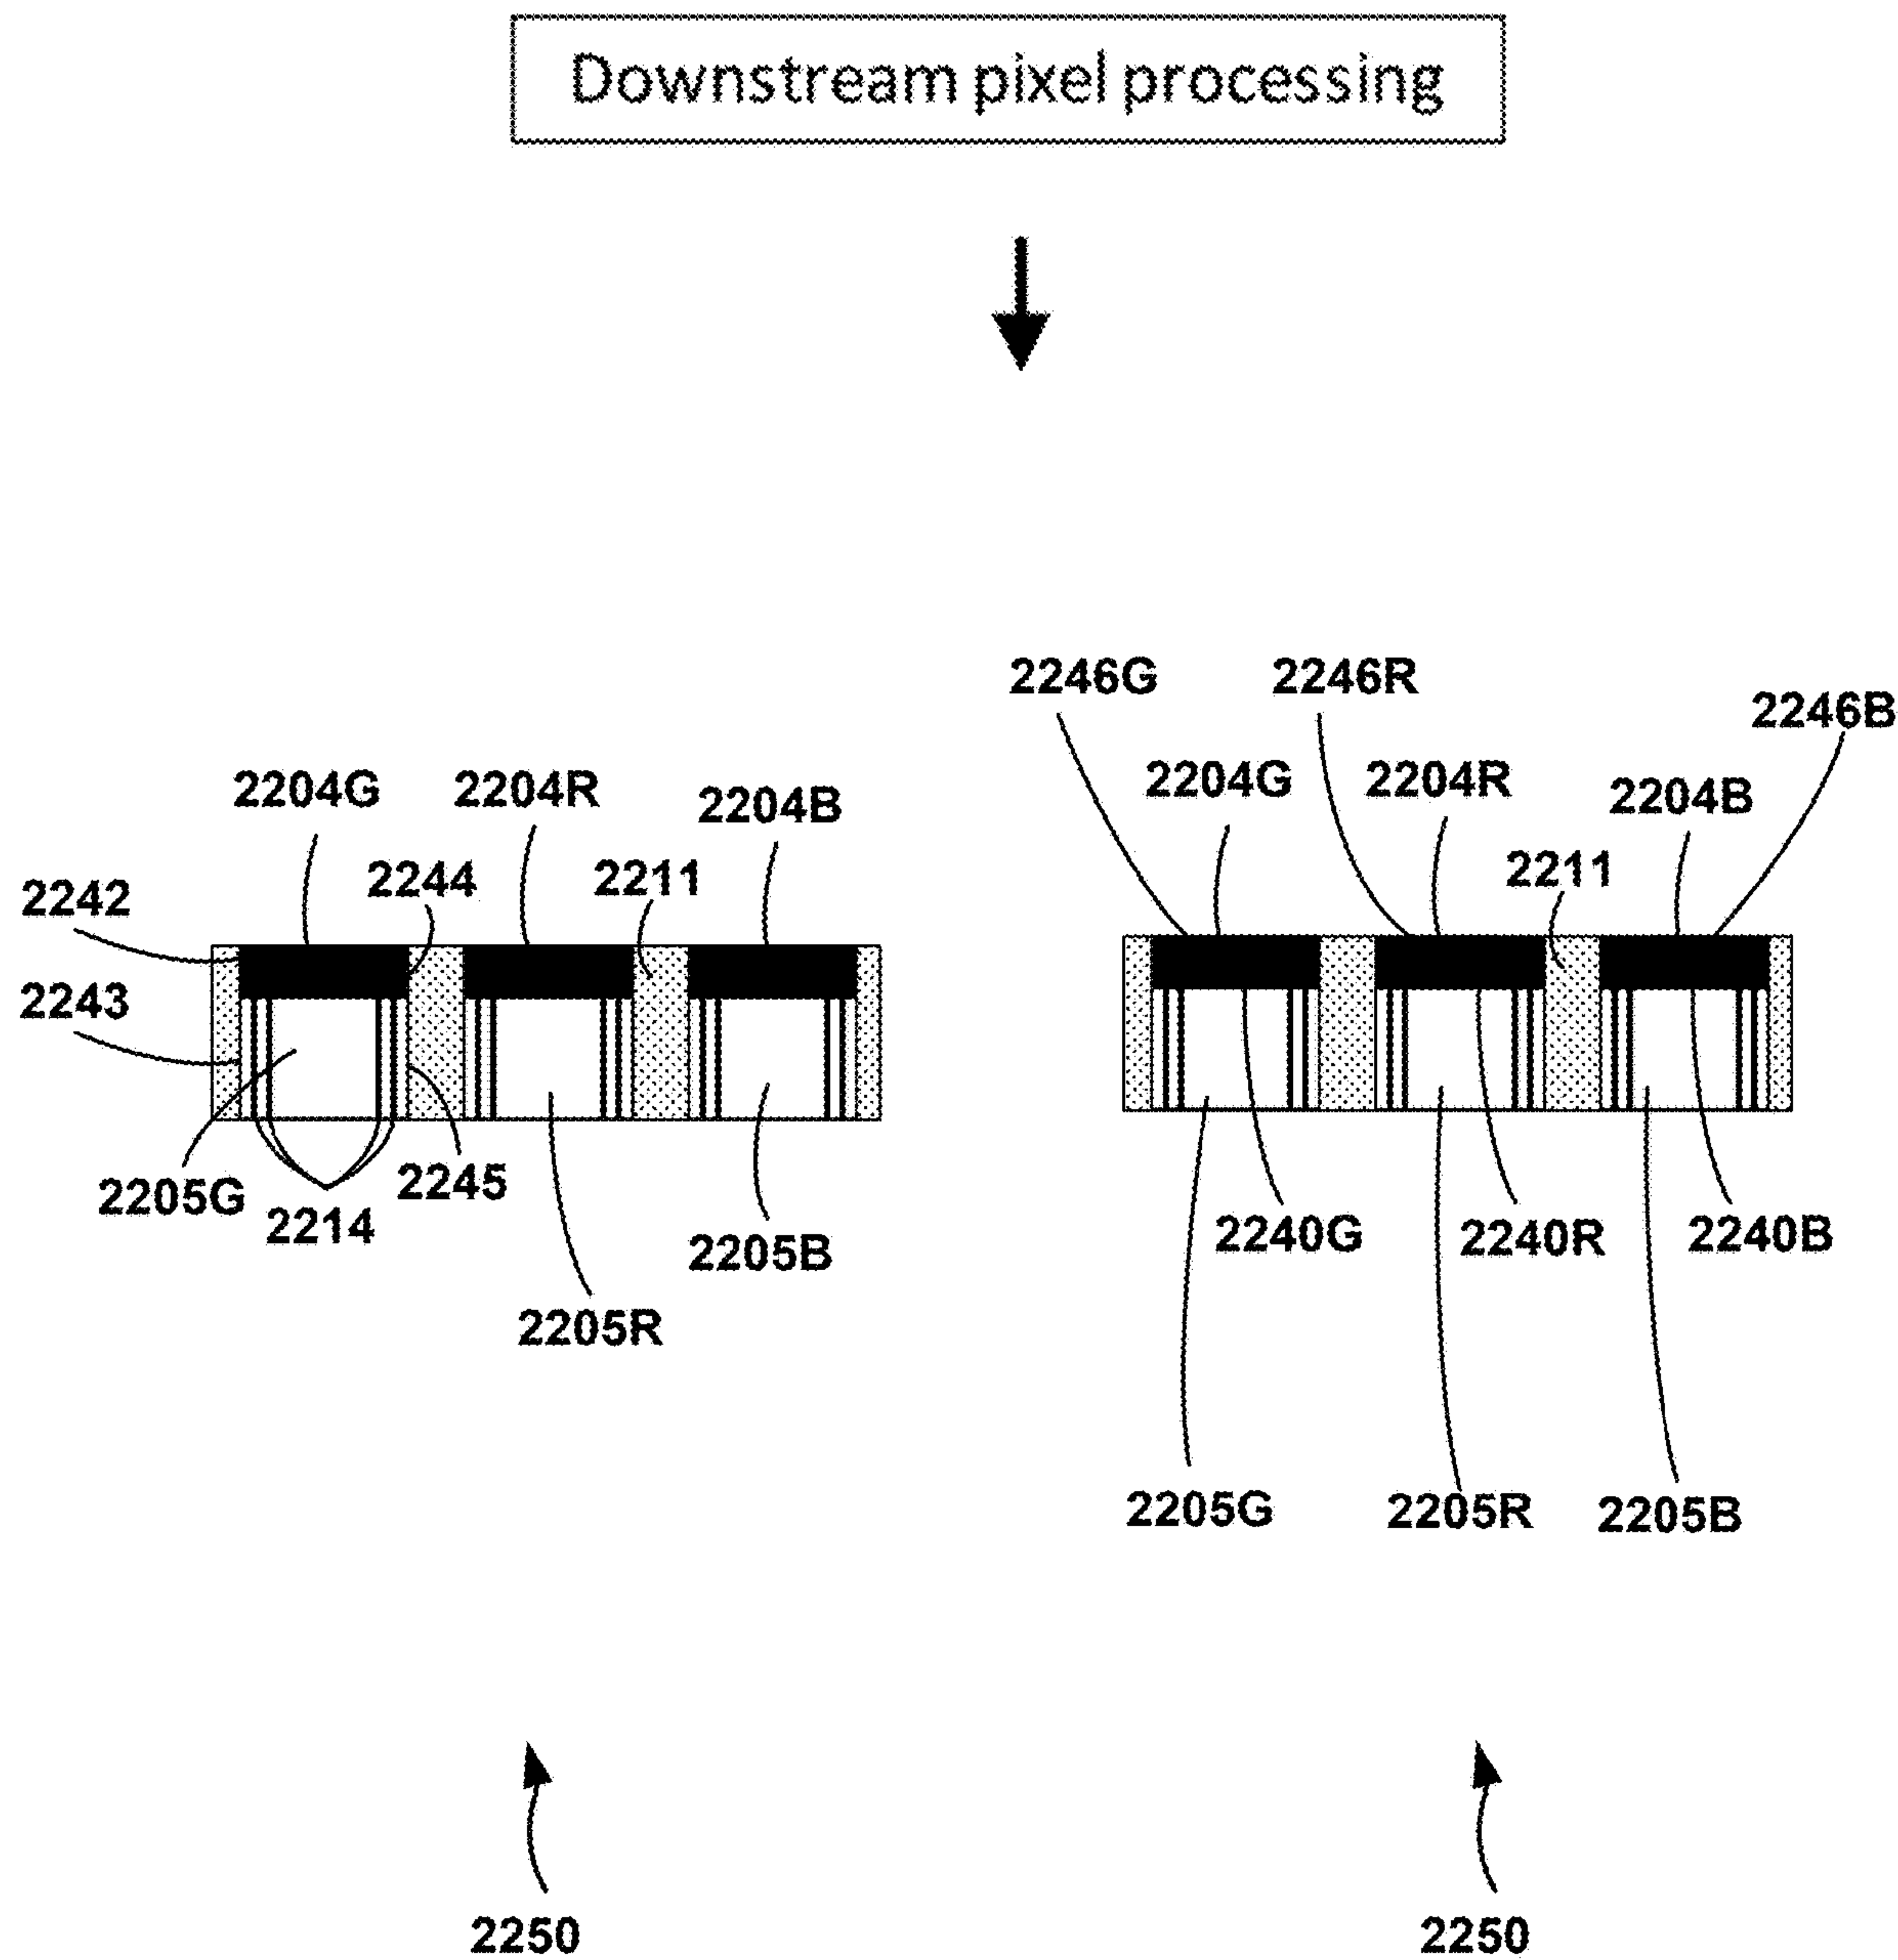 Downstream pixel processing
2246G 2246R 2246B
2204G 2204R 2204B 2204G 2204R 2204B
2242 2244 2211 2211
2243
2205G 2214 2245 2205R 2205B 2240G 2240R 2240B
2205G 2205R 2205B
2250 2250